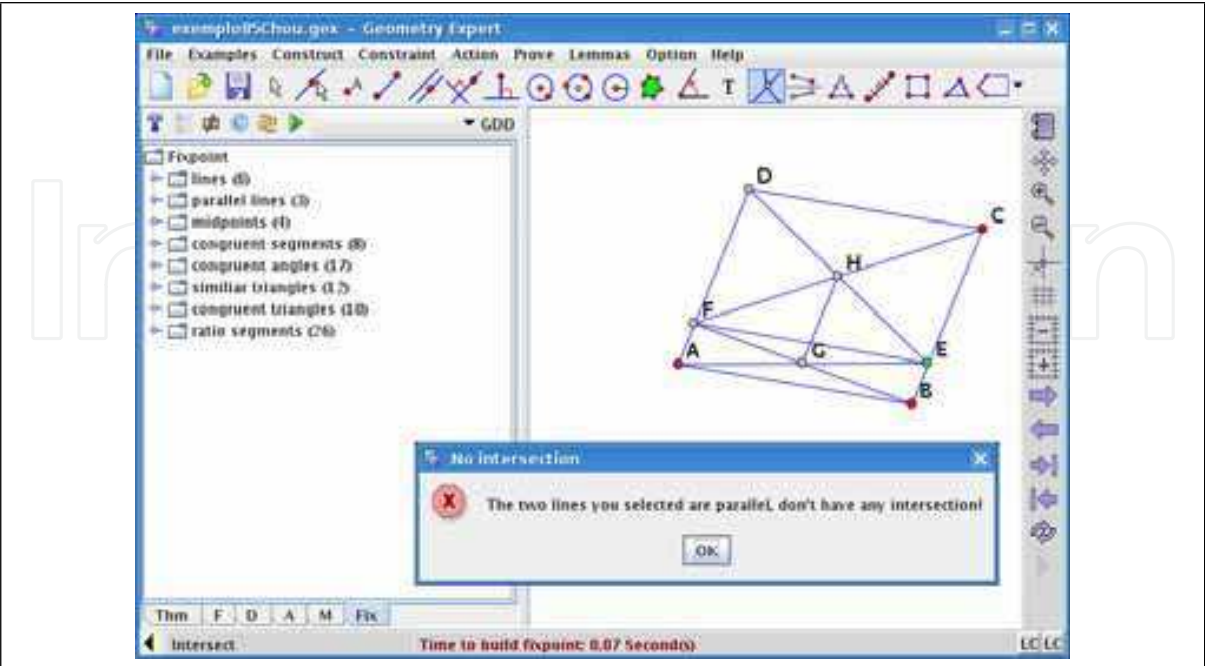 exemplo05Chou.gex - Geometry Expert
File Examples Construct Constraint Action Prove Lemmas Option Help
T
GDD
Fixpoint
lines (6)
parallel lines (3)
midpoints (4)
congruent segments (8)
congruent angles (17)
similiar triangles (12)
congruent triangles (10)
ratio segments (26)
D
C
H
F
A
G
E
B
No intersection
X
The two lines you selected are parallel, don't have any intersection!
OK
Thm F D A M Fix
Intersect
Time to build fixpoint: 0.07 Second(s)
LC LC